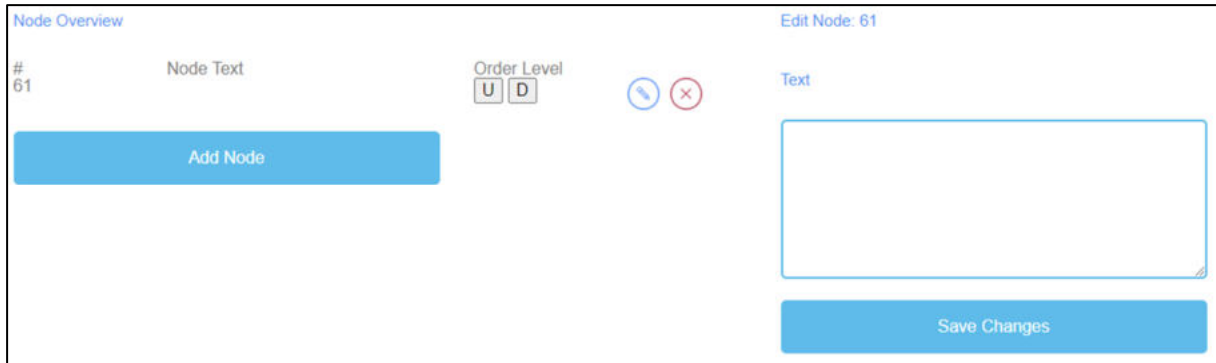 Node Overview
# Node Text Order Level
61 U D
Add Node
Edit Node: 61
Text
Save Changes